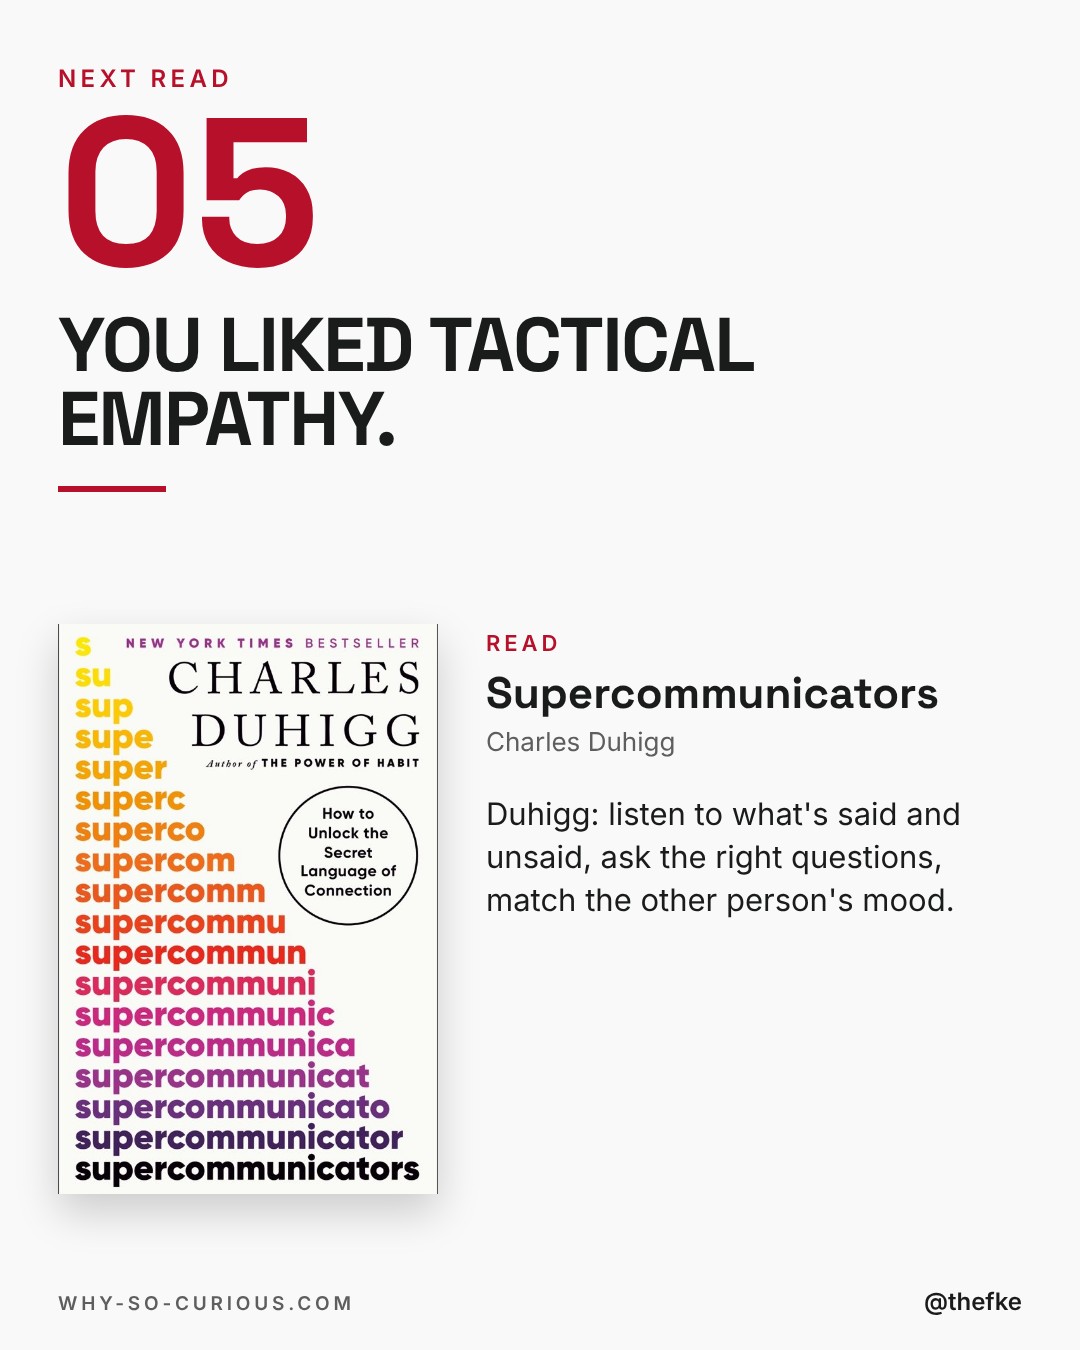 NEXT READ
05
YOU LIKED TACTICAL
EMPATHY.
s
NEW YORK TIMES BESTSELLER
su
CHARLES
sup
supe
DUHIGG
super
Author of THE POWER OF HABIT
superc
superco
supercom
supercomm
supercommu
supercommun
supercommuni
supercommunic
supercommunica
supercommunicat
supercommunicato
supercommunicator
supercommunicators
How to
Unlock the
Secret
Language of
Connection
READ
Supercommunicators
Charles Duhigg
Duhigg: listen to what's said and
unsaid, ask the right questions,
match the other person's mood.
WHY-SO-CURIOUS.COM
@thefke